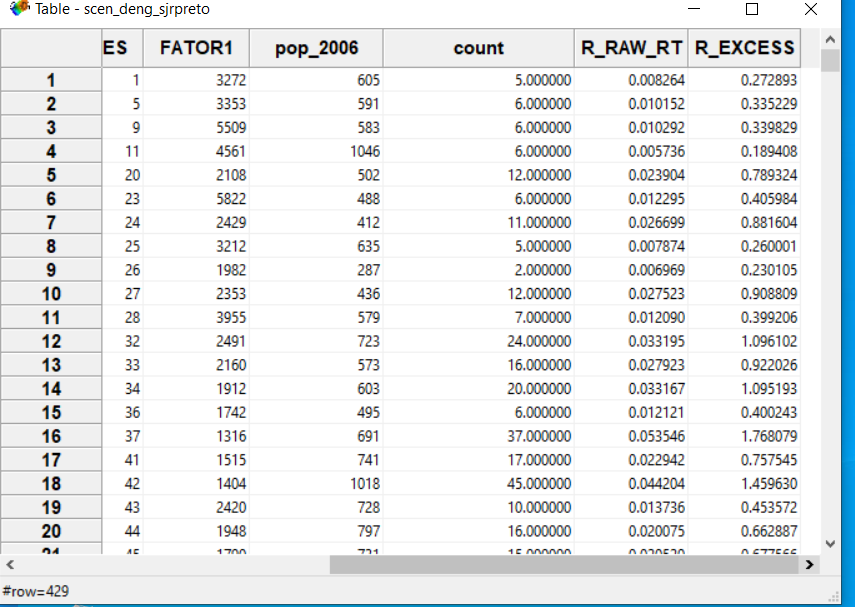 Table - scen_deng_sjrpreto
ES FATOR1 pop_2006 count R_RAW_RT R_EXCESS
1 1 3272 605 5.000000 0.008264 0.272893
2 5 3353 591 6.000000 0.010152 0.335229
3 9 5509 583 6.000000 0.010292 0.339829
4 11 4561 1046 6.000000 0.005736 0.189408
5 20 2108 502 12.000000 0.023904 0.789324
6 23 5822 488 6.000000 0.012295 0.405984
7 24 2429 412 11.000000 0.026699 0.881604
8 25 3212 635 5.000000 0.007874 0.260001
9 26 1982 287 2.000000 0.006969 0.230105
10 27 2353 436 12.000000 0.027523 0.908809
11 28 3955 579 7.000000 0.012090 0.399206
12 32 2491 723 24.000000 0.033195 1.096102
13 33 2160 573 16.000000 0.027923 0.922026
14 34 1912 603 20.000000 0.033167 1.095193
15 36 1742 495 6.000000 0.012121 0.400243
16 37 1316 691 37.000000 0.053546 1.768079
17 41 1515 741 17.000000 0.022942 0.757545
18 42 1404 1018 45.000000 0.044204 1.459630
19 43 2420 728 10.000000 0.013736 0.453572
20 44 1948 797 16.000000 0.020075 0.662887
21 45 15.000000
#row=429